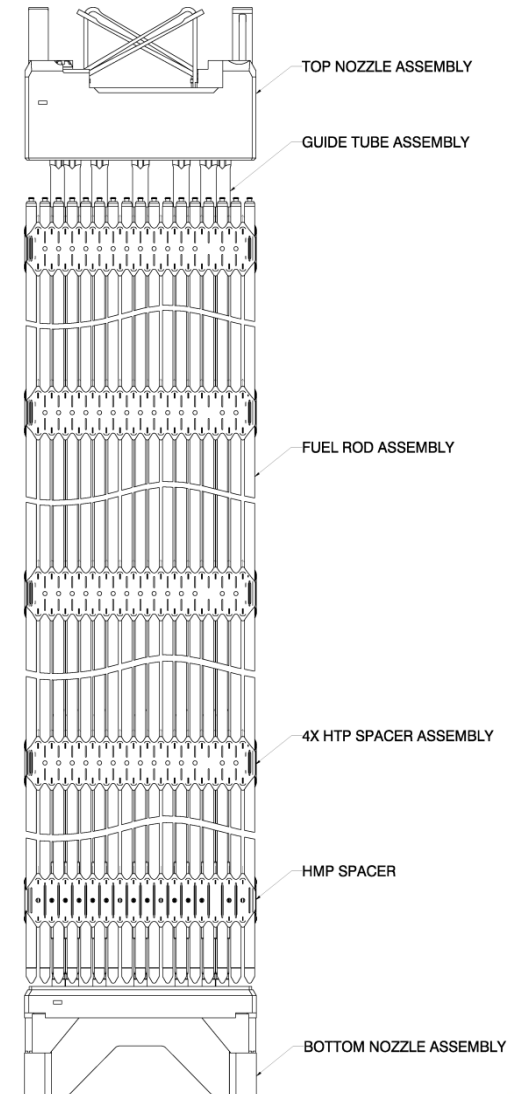 TOP NOZZLE ASSEMBLY
GUIDE TUBE ASSEMBLY
FUEL ROD ASSEMBLY
4X HTP SPACER ASSEMBLY
HMP SPACER
BOTTOM NOZZLE ASSEMBLY